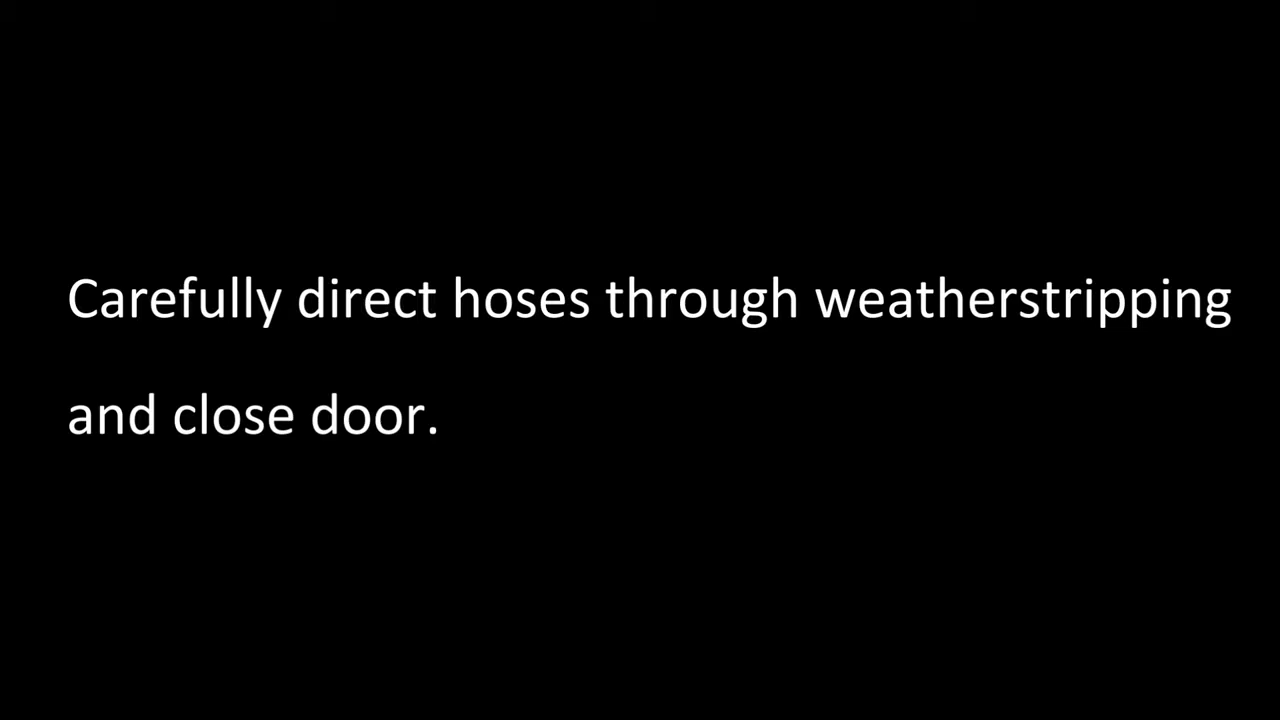 Carefully direct hoses through weatherstripping
and close door.